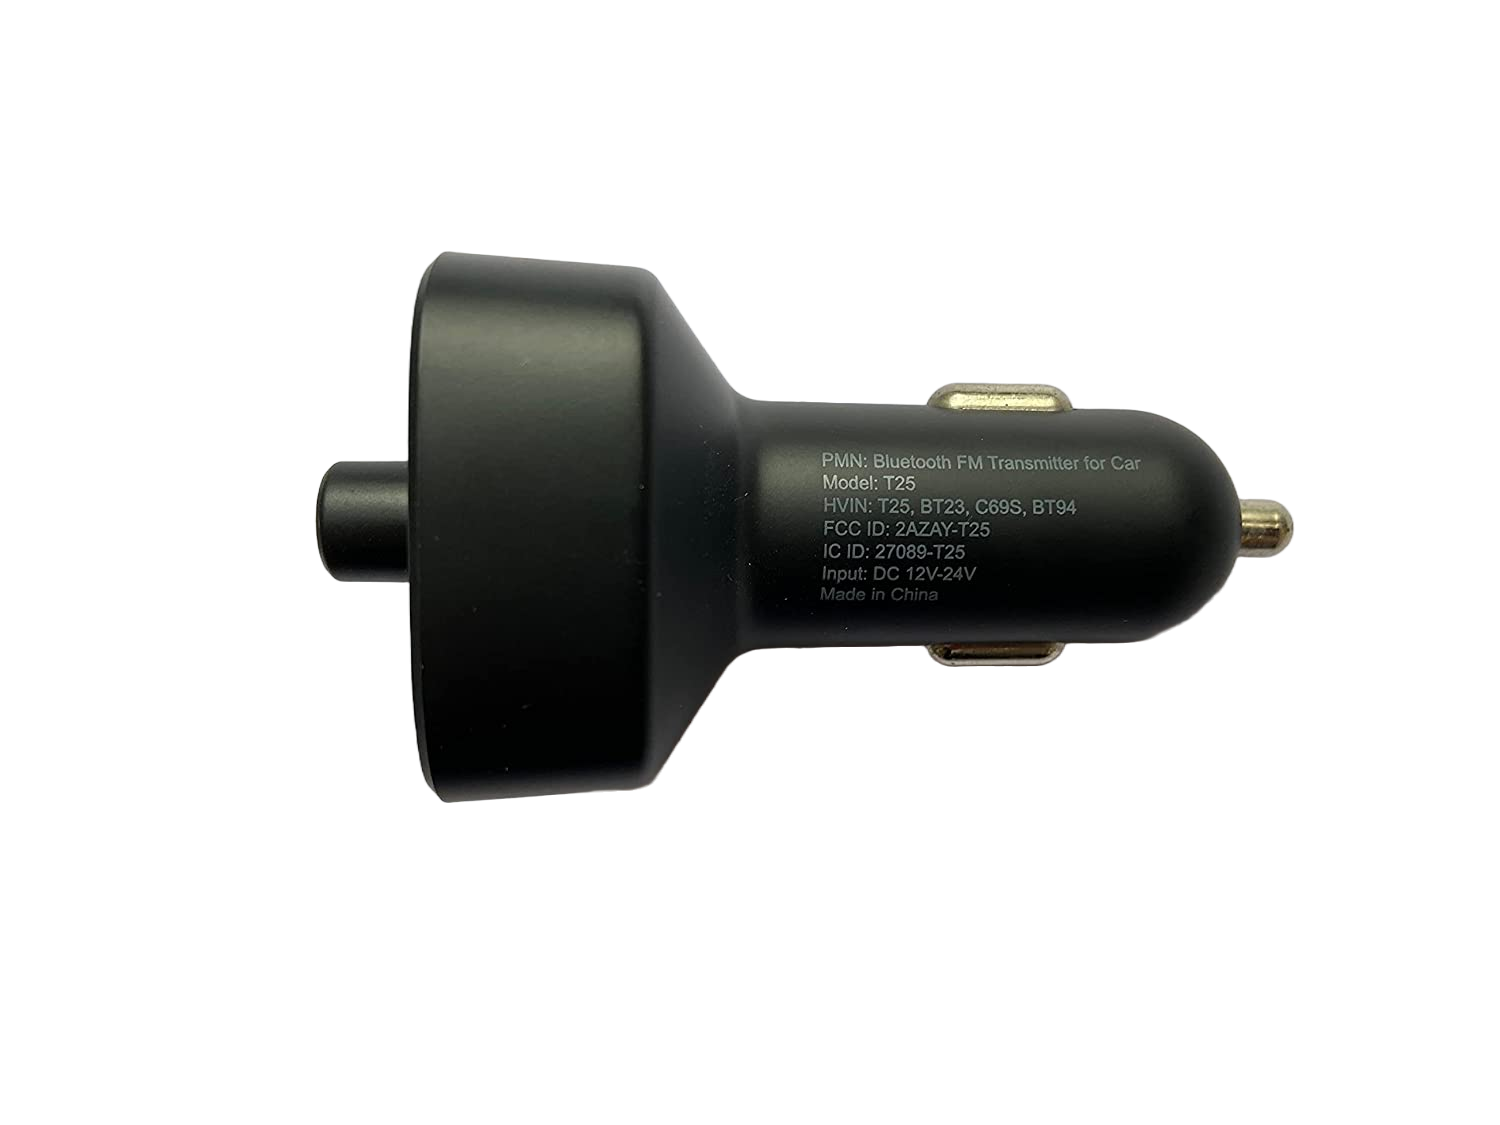 PMN: Bluetooth FM Transmitter for Car
Model: T25
HVIN: T25, BT23, C69S, BT94
FCC ID: 2AZAY-T25
IC ID: 27089-T25
Input: DC 12V-24V
Made in China